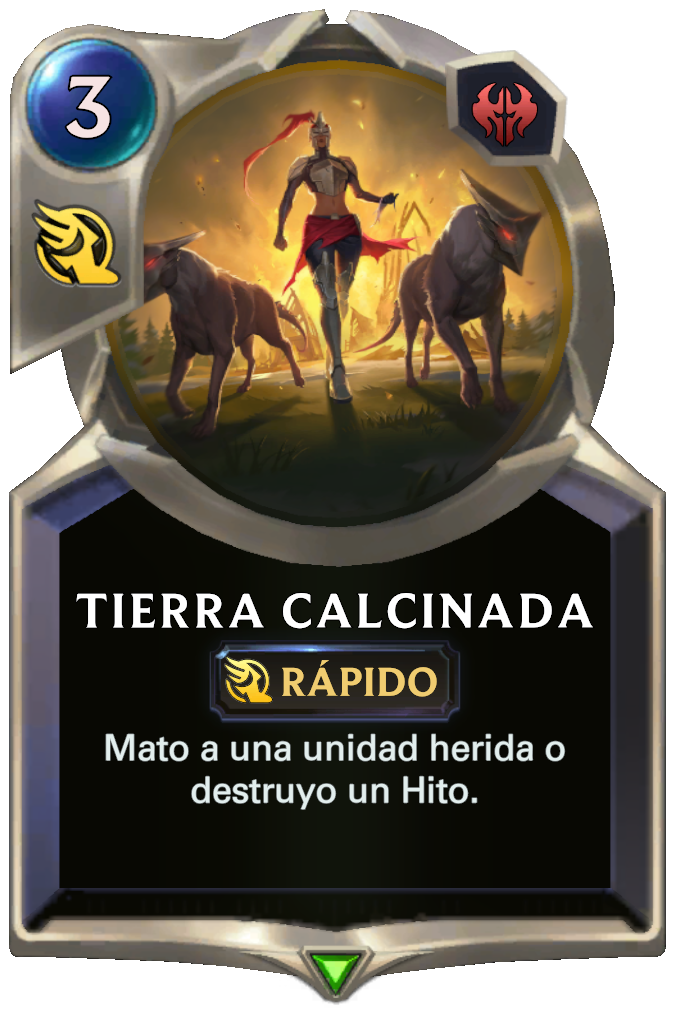 3
TIERRA CALCINADA
RÁPIDO
Mato a una unidad herida o
destruyo un Hito.